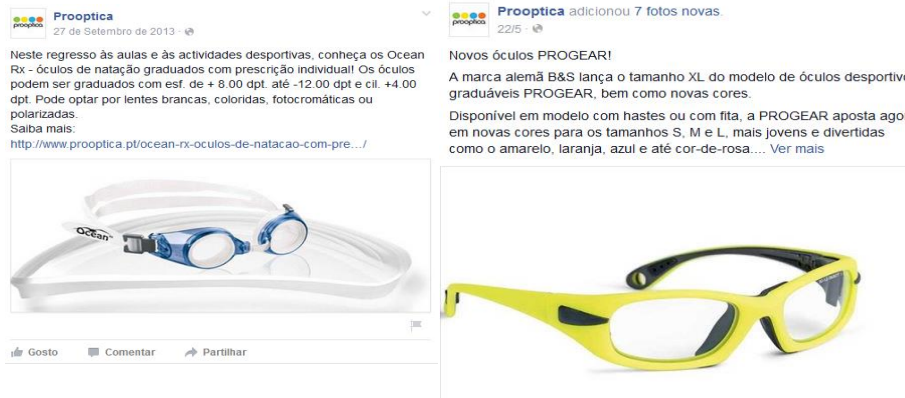 Prooptica
27 de Setembro de 2013
Neste regresso às aulas e às actividades desportivas, conheça os Ocean
Rx - óculos de natação graduados com prescrição individual! Os óculos
podem ser graduados com esf. de + 8.00 dpt. até -12.00 dpt e cil. +4.00
dpt. Pode optar por lentes brancas, coloridas, fotocromáticas ou
polarizadas.
Saiba mais:
http://www.prooptica.pt/ocean-rx-oculos-de-natacao-com-pre…/
Ocean
Gosto Comentar Partilhar
prooptica
Prooptica adicionou 7 fotos novas.
22/5
prooptica
Novos óculos PROGEAR!
A marca alemã B&S lança o tamanho XL do modelo de óculos desportivo
graduáveis PROGEAR, bem como novas cores.
Disponível em modelo com hastes ou com fita, a PROGEAR aposta ago
em novas cores para os tamanhos S, M e L, mais jovens e divertidas
como o amarelo, laranja, azul e até cor-de-rosa.... Ver mais